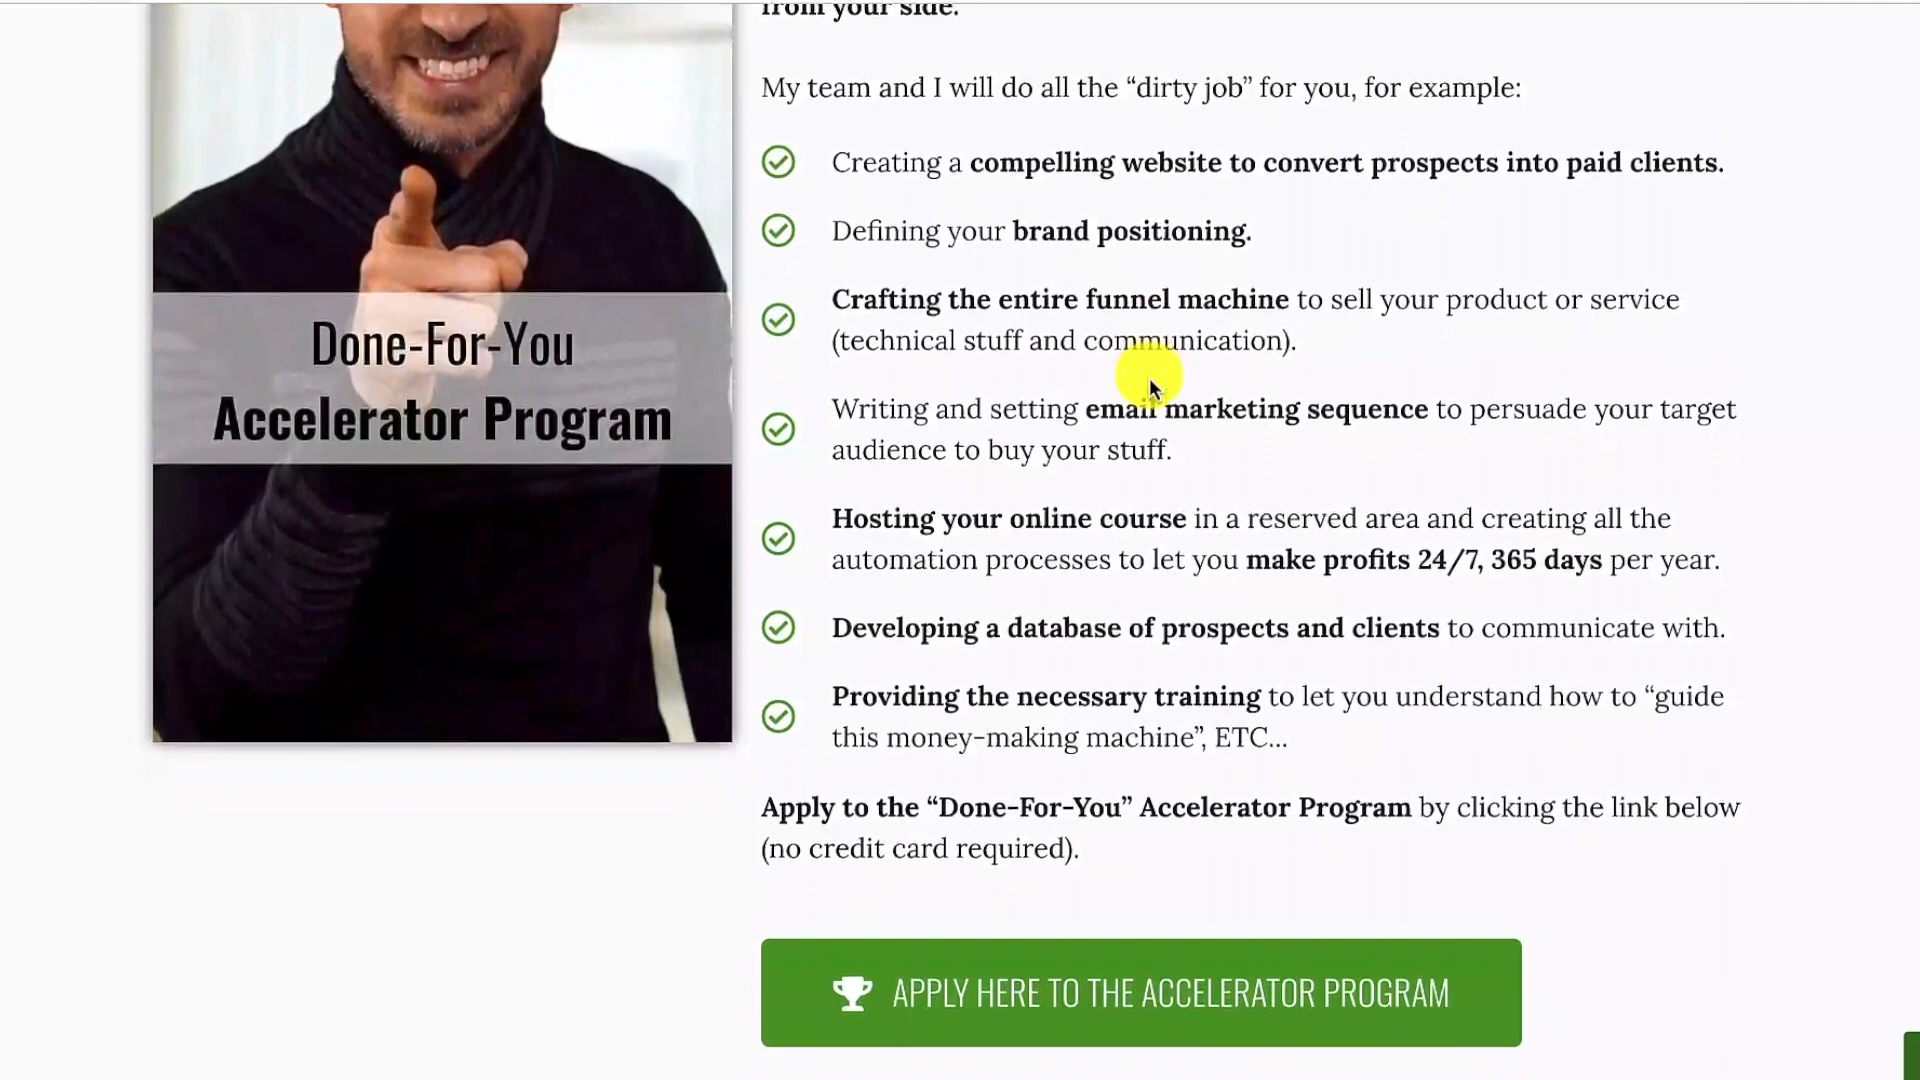 from your side.
My team and I will do all the “dirty job” for you, for example:
Creating a compelling website to convert prospects into paid clients.
Defining your brand positioning.
Crafting the entire funnel machine to sell your product or service
(technical stuff and communication).
Writing and setting email marketing sequence to persuade your target
audience to buy your stuff.
Hosting your online course in a reserved area and creating all the
automation processes to let you make profits 24/7, 365 days per year.
Developing a database of prospects and clients to communicate with.
Providing the necessary training to let you understand how to “guide
this money-making machine”, ETC...
Apply to the “Done-For-You” Accelerator Program by clicking the link below
(no credit card required).
APPLY HERE TO THE ACCELERATOR PROGRAM
Done-For-You
Accelerator Program